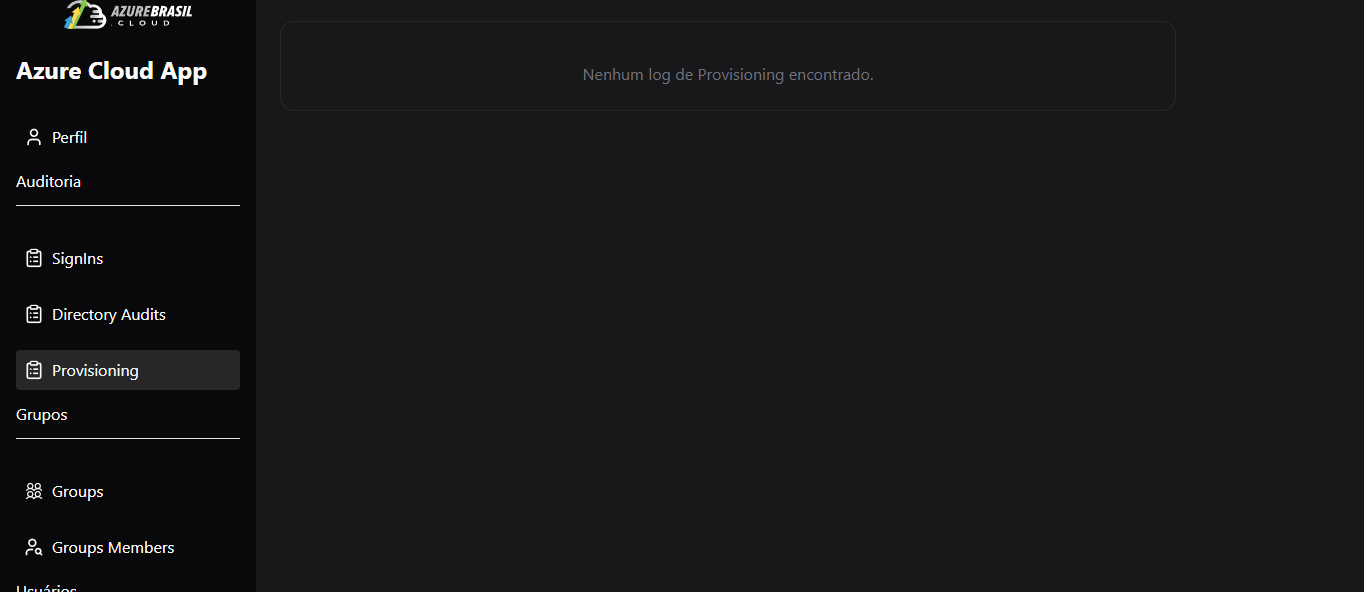 AZUREBRASIL
.CLOUD
Azure Cloud App
Perfil
Auditoria
SignIns
Directory Audits
Provisioning
Grupos
Groups
Groups Members
Usuários
Nenhum log de Provisioning encontrado.